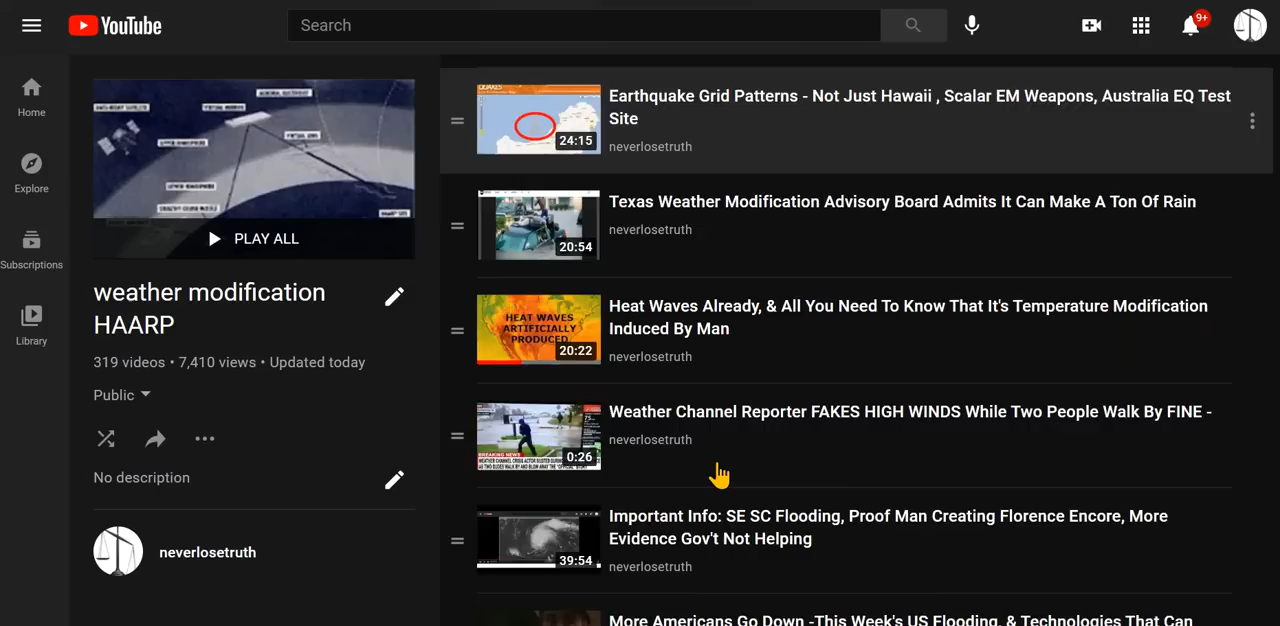 YouTube
Search
9+
Home
Explore
Subscriptions
Library
PLAY ALL
weather modification
HAARP
319 videos • 7,410 views • Updated today
Public
No description
neverlosetruth
QUAKES
24:15
Earthquake Grid Patterns - Not Just Hawaii , Scalar EM Weapons, Australia EQ Test
Site
neverlosetruth
20:54
Texas Weather Modification Advisory Board Admits It Can Make A Ton Of Rain
neverlosetruth
HEAT WAVES
ARTIFICIALLY
PRODUCED
20:22
Heat Waves Already, & All You Need To Know That It's Temperature Modification
Induced By Man
neverlosetruth
BREAKING NEWS
0:26
Weather Channel Reporter FAKES HIGH WINDS While Two People Walk By FINE -
neverlosetruth
39:54
Important Info: SE SC Flooding, Proof Man Creating Florence Encore, More
Evidence Gov't Not Helping
neverlosetruth
More Americans Go Down -This Week's US Flooding, & Technologies That Can